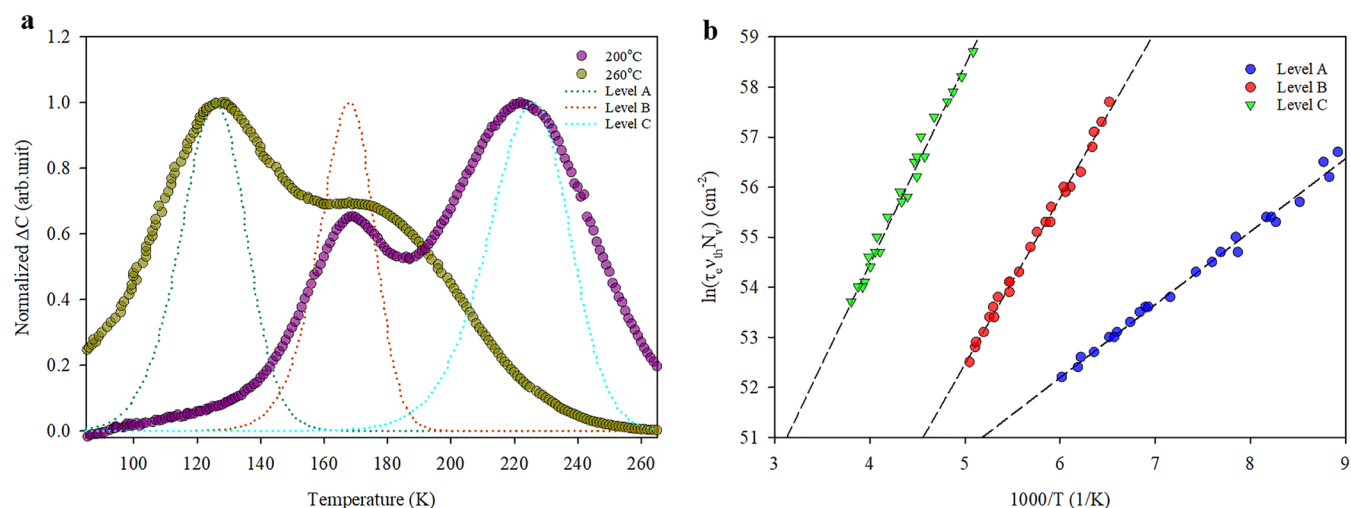 a
1.2
1.0
0.8
0.6
0.4
0.2
0.0
Normalized ΔC (arb.unit)
100 120 140 160 180 200 220 240 260
Temperature (K)
200°C
260°C
Level A
Level B
Level C
b
59
58
57
56
55
54
53
52
51
ln(τe νth Nv) (cm-2)
3 4 5 6 7 8 9
1000/T (1/K)
Level A
Level B
Level C